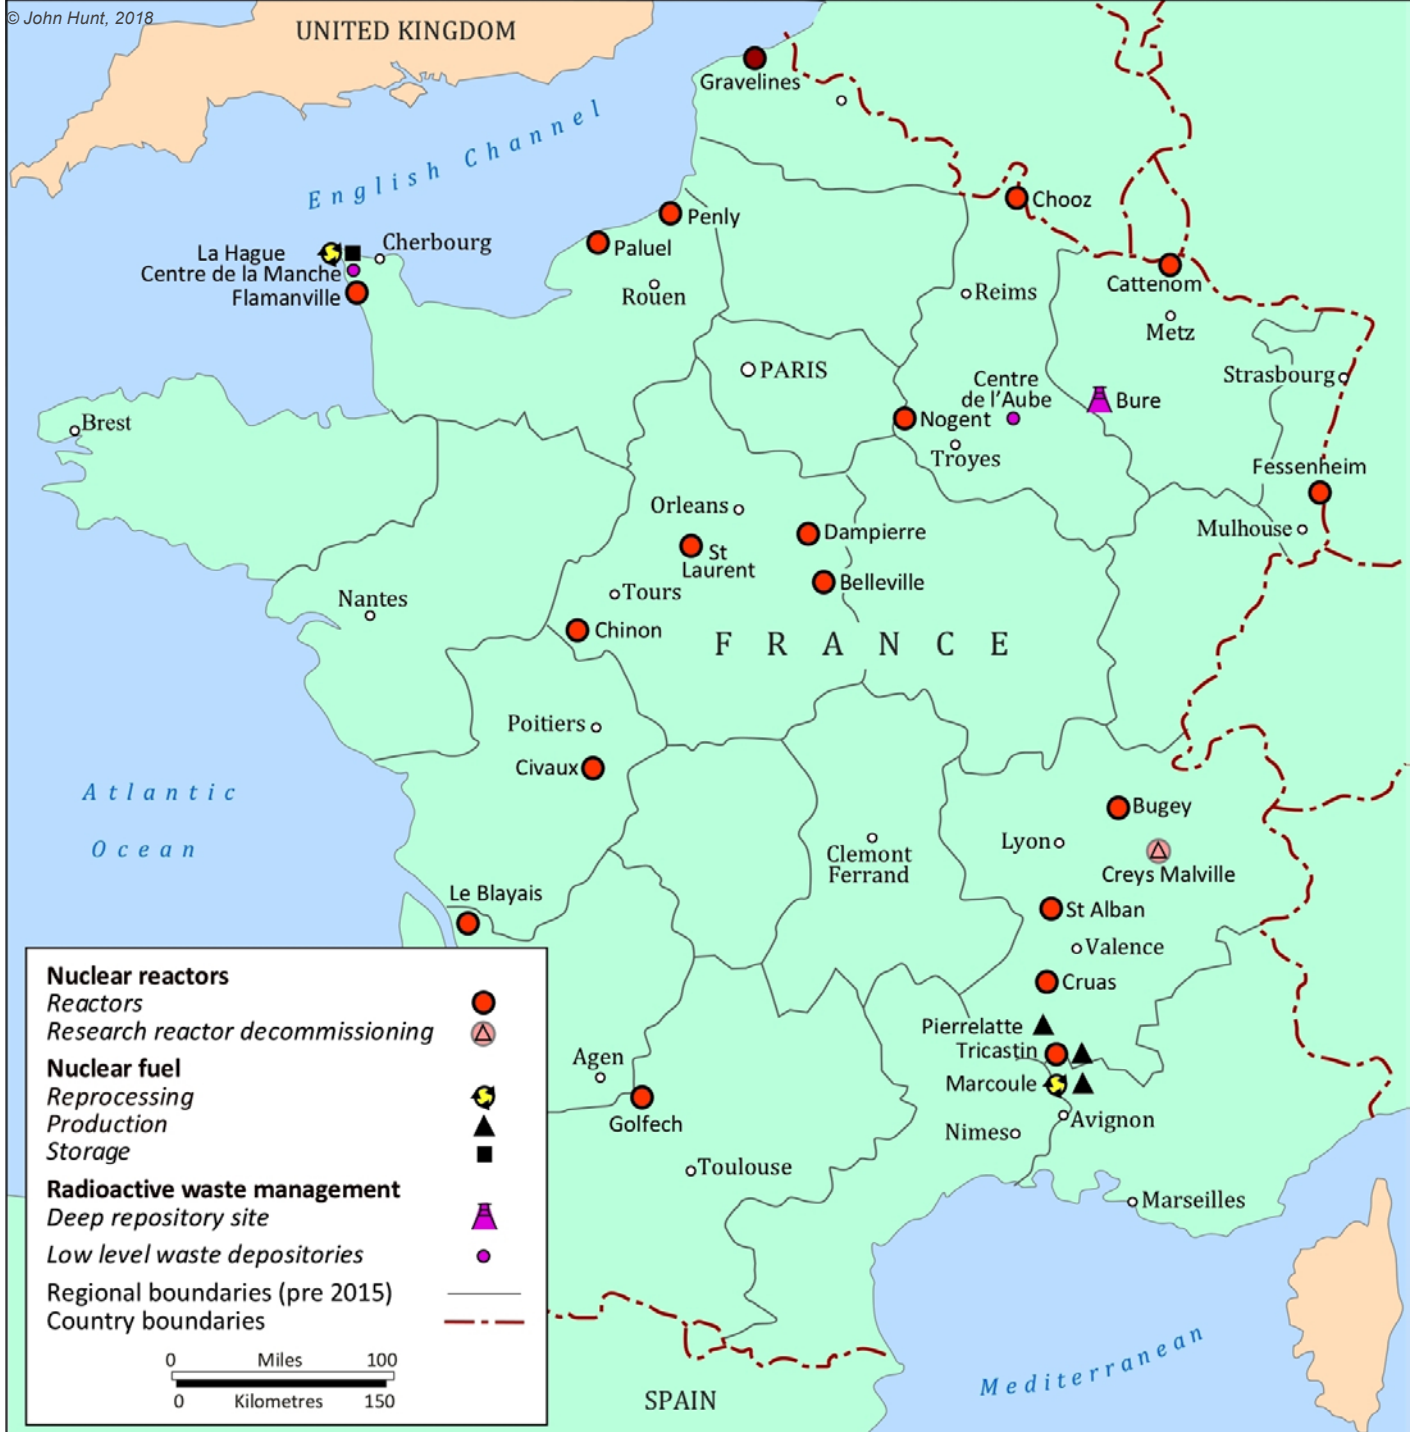 © John Hunt, 2018
UNITED KINGDOM
Gravelines
English Channel
Chooz
Penly
Paluel
Cherbourg
La Hague
Centre de la Manche
Flamanville
Rouen
Reims
Cattenom
Metz
PARIS
Centre
de l'Aube
Strasbourg
Bure
Nogent
Brest
Troyes
Fessenheim
Orleans
Dampierre
Mulhouse
St
Laurent
Belleville
Tours
Nantes
Chinon
FRANCE
Poitiers
Civaux
Atlantic
Ocean
Bugey
Lyon
Clemont
Ferrand
Creys Malville
Le Blayais
St Alban
Valence
Cruas
Pierrelatte
Tricastin
Marcoule
Agen
Golfech
Avignon
Nimes
Toulouse
Marseilles
Mediterranean
SPAIN
Nuclear reactors
Reactors
Research reactor decommissioning
Nuclear fuel
Reprocessing
Production
Storage
Radioactive waste management
Deep repository site
Low level waste depositories
Regional boundaries (pre 2015)
Country boundaries
0 Miles 100
0 Kilometres 150